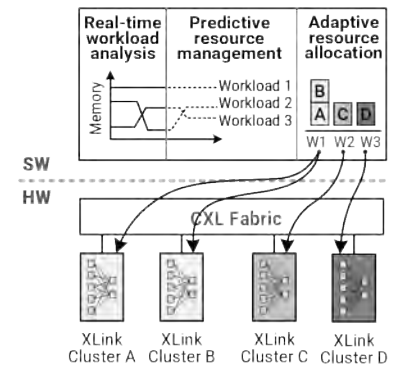 Real-time
workload
analysis
Predictive
resource
management
Adaptive
resource
allocation
Memory
Workload 1
Workload 2
Workload 3
B
A C D
W1 W2 W3
SW
HW
CXL Fabric
XLink
Cluster A
XLink
Cluster B
XLink
Cluster C
XLink
Cluster D